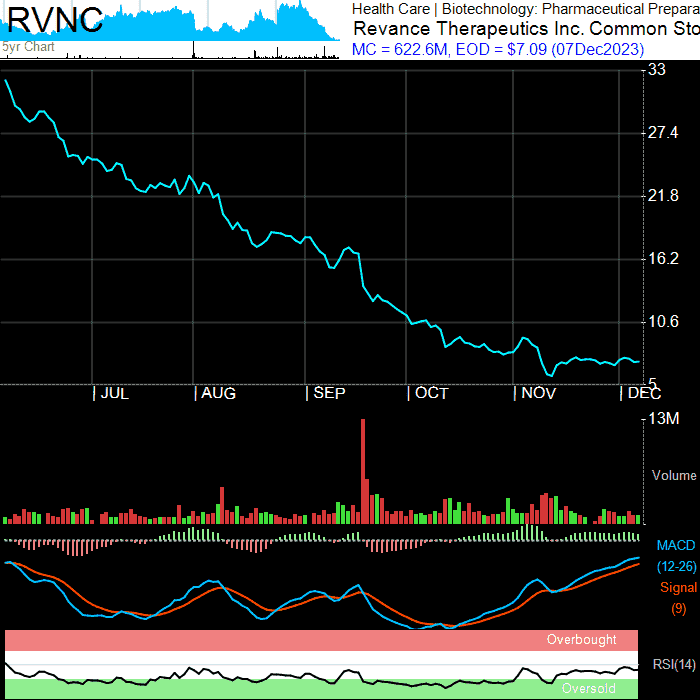 RVNC
5yr Chart
Health Care | Biotechnology: Pharmaceutical Prepara
Revance Therapeutics Inc. Common Sto
MC = 622.6M, EOD = $7.09 (07Dec2023)
33
27.4
21.8
16.2
10.6
5
| JUL | AUG | SEP | OCT | NOV | DEC
13M
Volume
MACD
(12-26)
Signal
(9)
Overbought
RSI(14)
Oversold